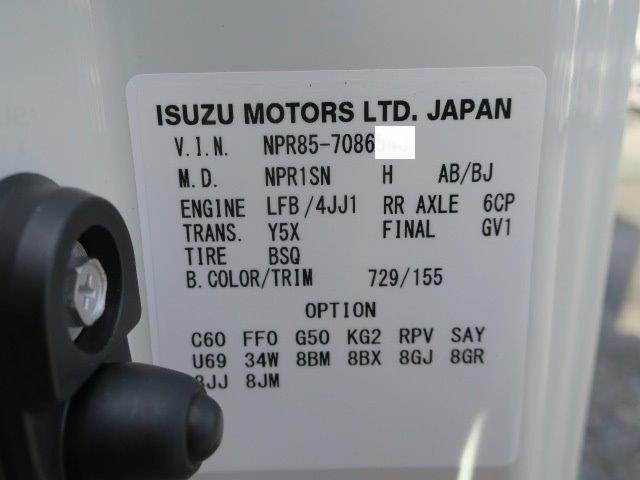 ISUZU MOTORS LTD. JAPAN
V.I.N. NPR85-7086
M.D. NPR1SN H AB/BJ
ENGINE LFB/4JJ1 RR AXLE 6CP
TRANS. Y5X FINAL GV1
TIRE BSQ
B.COLOR/TRIM 729/155
OPTION
C60 FF0 G50 KG2 RPV SAY
U69 34W 8BM 8BX 8GJ 8GR
8JJ 8JM